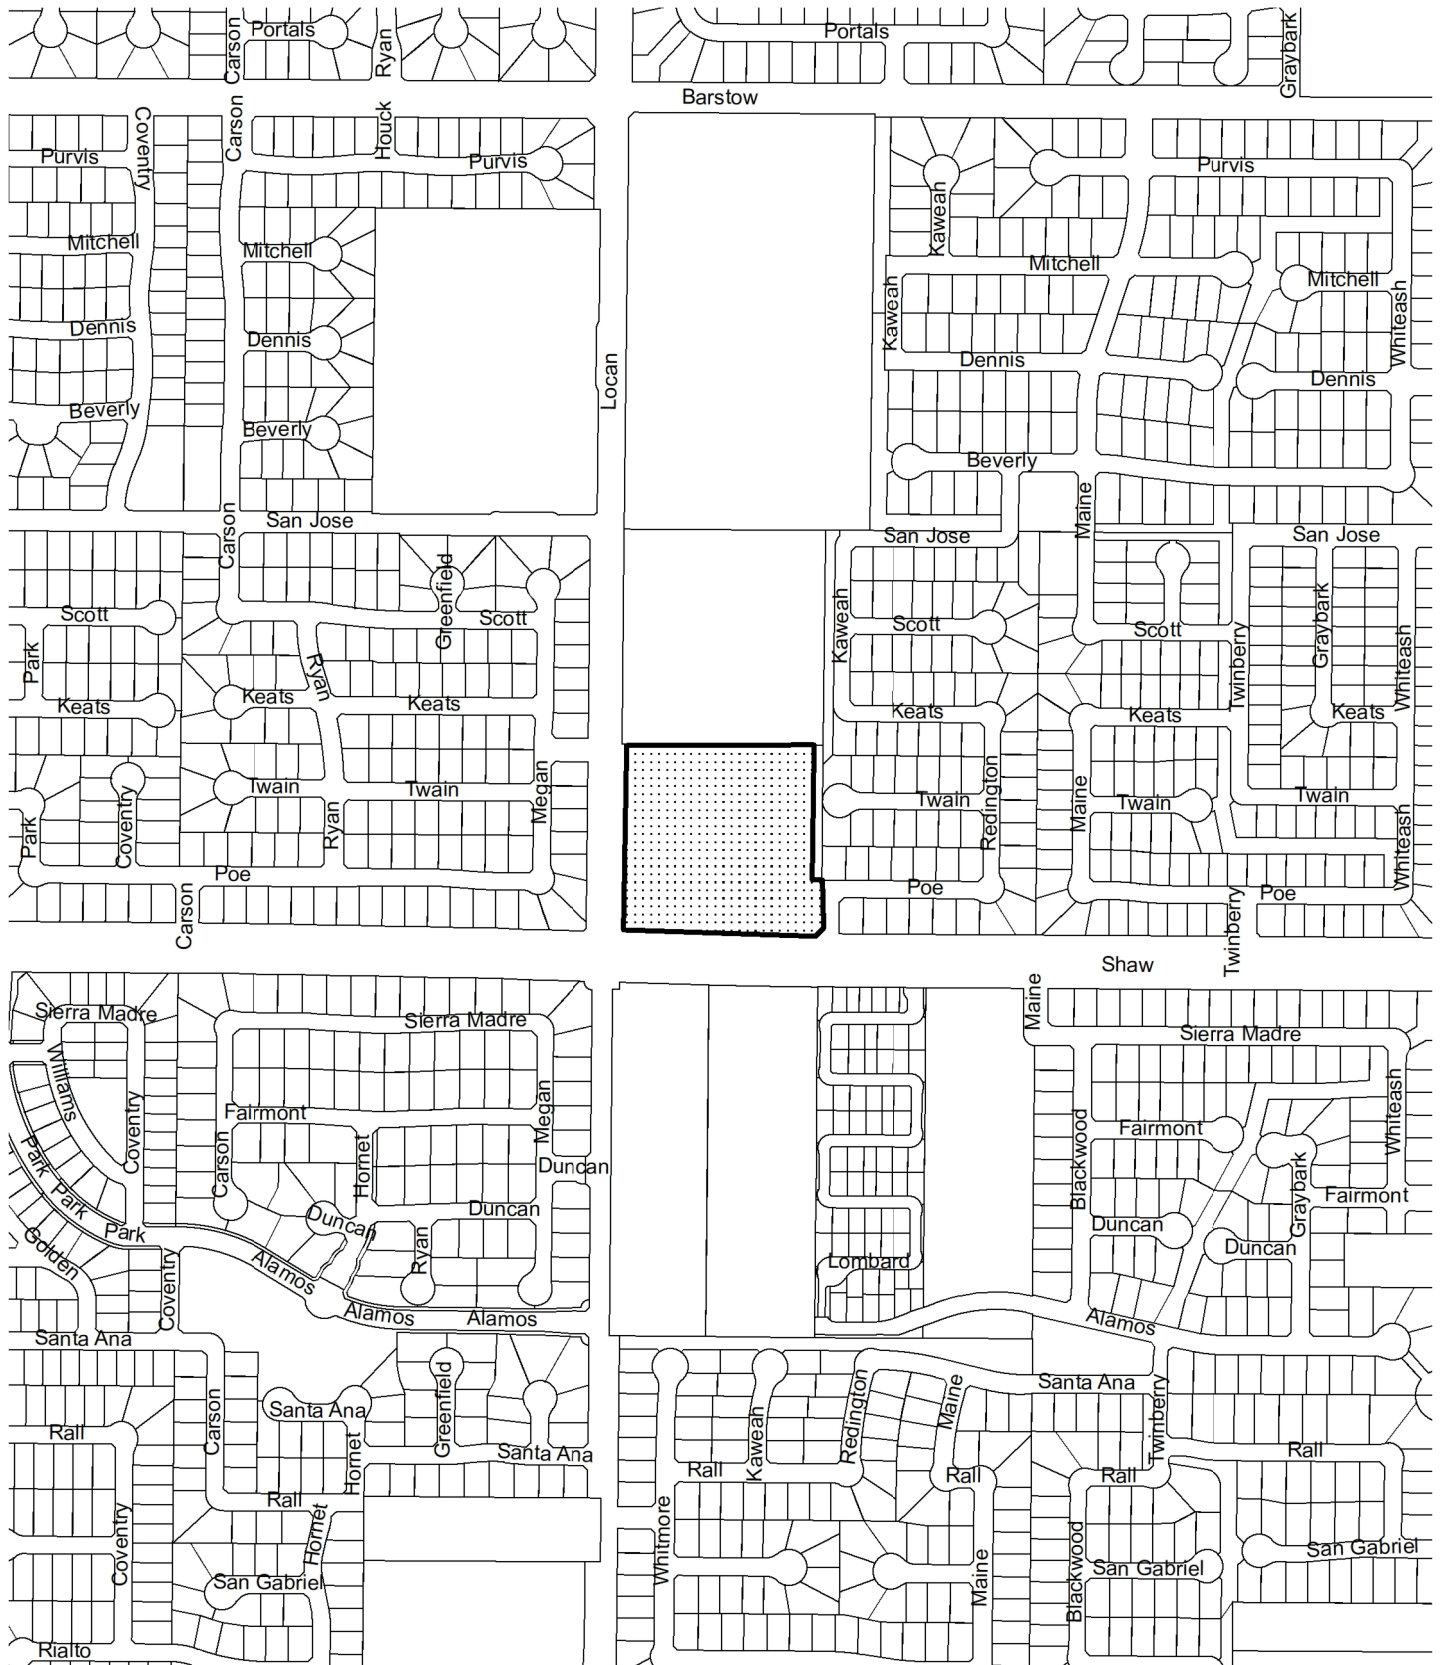 Portals
Carson
Ryan
Portals
Graybark
Barstow
Coventry
Carson
Houck
Purvis
Purvis
Purvis
Kaweah
Mitchell
Mitchell
Mitchell
Mitchell
Kaweah
Whiteash
Dennis
Dennis
Locan
Dennis
Dennis
Beverly
Beverly
Beverly
Maine
Carson
San Jose
San Jose
San Jose
Greenfield
Scott
Scott
Kaweah
Scott
Scott
Twinberry
Graybark
Whiteash
Park
Ryan
Keats
Keats
Keats
Keats
Keats
Keats
Megan
Redington
Maine
Twain
Twain
Twain
Twain
Twain
Park
Coventry
Ryan
Whiteash
Poe
Poe
Poe
Carson
Twinberry
Shaw
Maine
Sierra Madre
Sierra Madre
Sierra Madre
Williams
Coventry
Megan
Whiteash
Fairmont
Fairmont
Carson
Hornet
Blackwood
Park
Duncan
Graybark
Fairmont
Park
Duncan
Duncan
Duncan
Duncan
Park
Golden
Ryan
Alamos
Lombard
Coventry
Alamos
Alamos
Alamos
Santa Ana
Santa Ana
Greenfield
Redington
Maine
Twinberry
Carson
Santa Ana
Kaweah
Rall
Hornet
Santa Ana
Rall
Rall
Rall
Rall
Rall
Hornet
Coventry
Whitmore
Maine
Blackwood
San Gabriel
San Gabriel
San Gabriel
Rialto